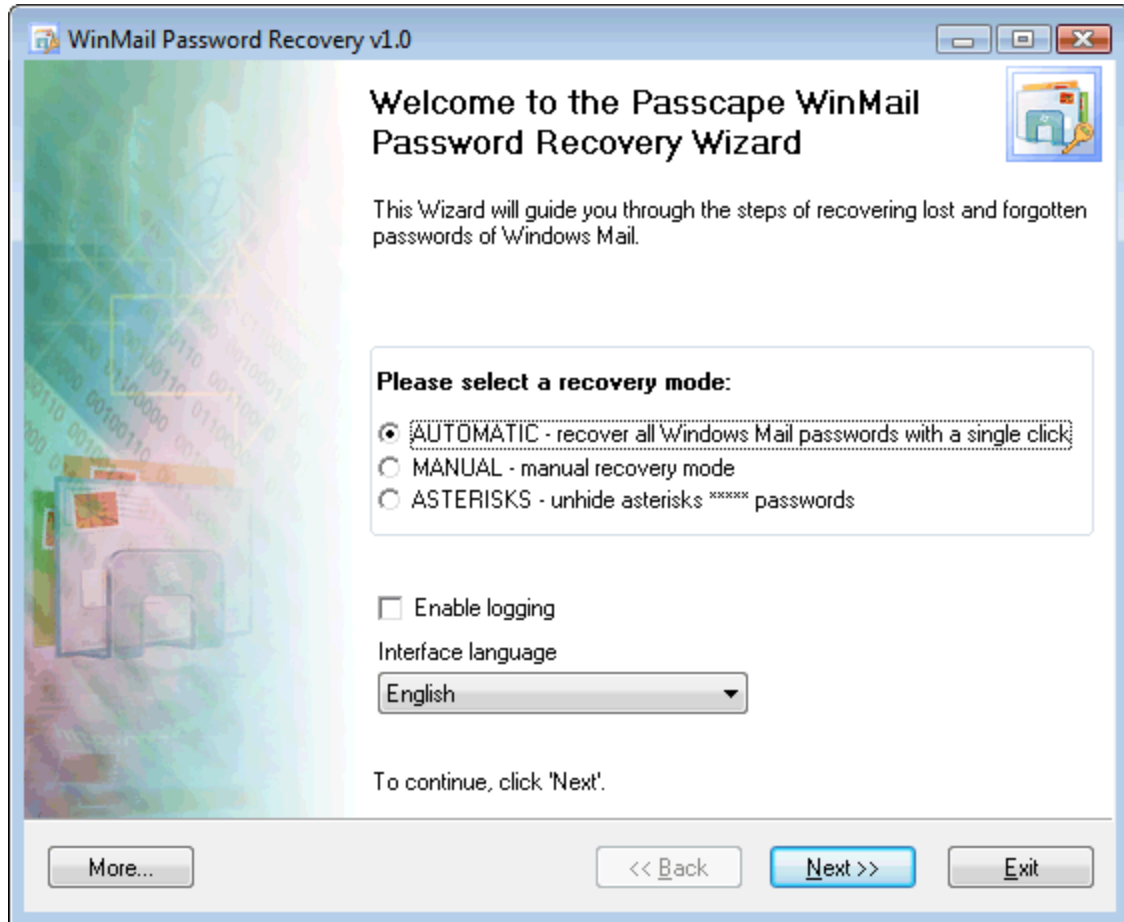 WinMail Password Recovery v1.0
Welcome to the Passcape WinMail
Password Recovery Wizard
This Wizard will guide you through the steps of recovering lost and forgotten
passwords of Windows Mail.
Please select a recovery mode:
AUTOMATIC - recover all Windows Mail passwords with a single click
MANUAL - manual recovery mode
ASTERISKS - unhide asterisks ***** passwords
Enable logging
Interface language
English
To continue, click 'Next'.
More...
<< Back
Next >>
Exit